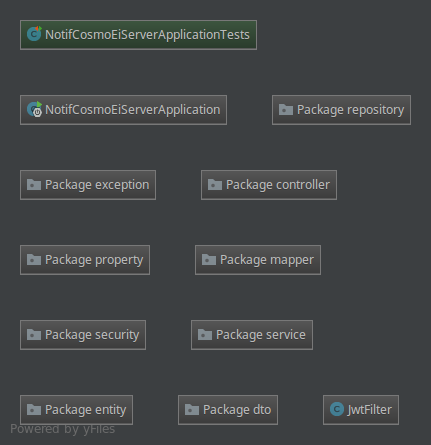 NotifCosmoEiServerApplicationTests
NotifCosmoEiServerApplication Package repository
Package exception Package controller
Package property Package mapper
Package security Package service
Package entity Package dto JwtFilter
Powered by yFiles